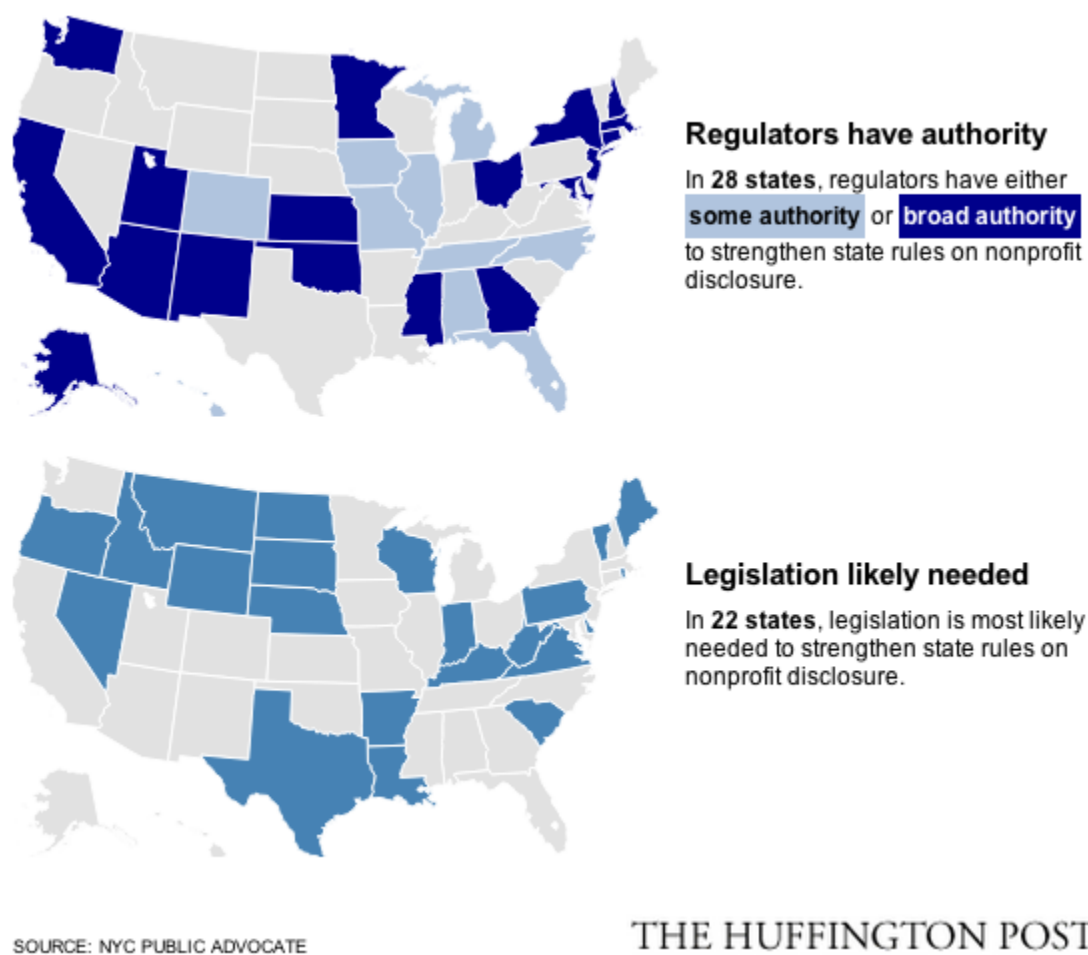 Regulators have authority
In 28 states, regulators have either
some authority or broad authority
to strengthen state rules on nonprofit
disclosure.
Legislation likely needed
In 22 states, legislation is most likely
needed to strengthen state rules on
nonprofit disclosure.
SOURCE: NYC PUBLIC ADVOCATE
THE HUFFINGTON POST